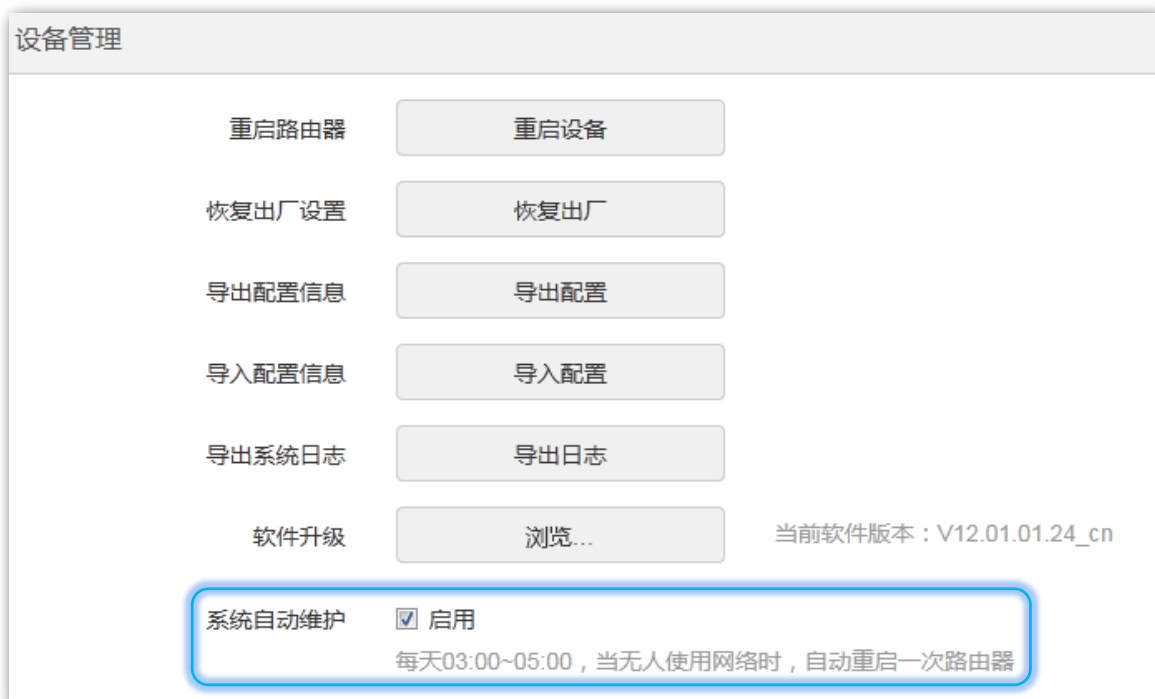 设备管理
重启路由器 重启设备
恢复出厂设置 恢复出厂
导出配置信息 导出配置
导入配置信息 导入配置
导出系统日志 导出日志
软件升级 浏览... 当前软件版本：V12.01.01.24_cn
系统自动维护 启用
每天03:00~05:00，当无人使用网络时，自动重启一次路由器